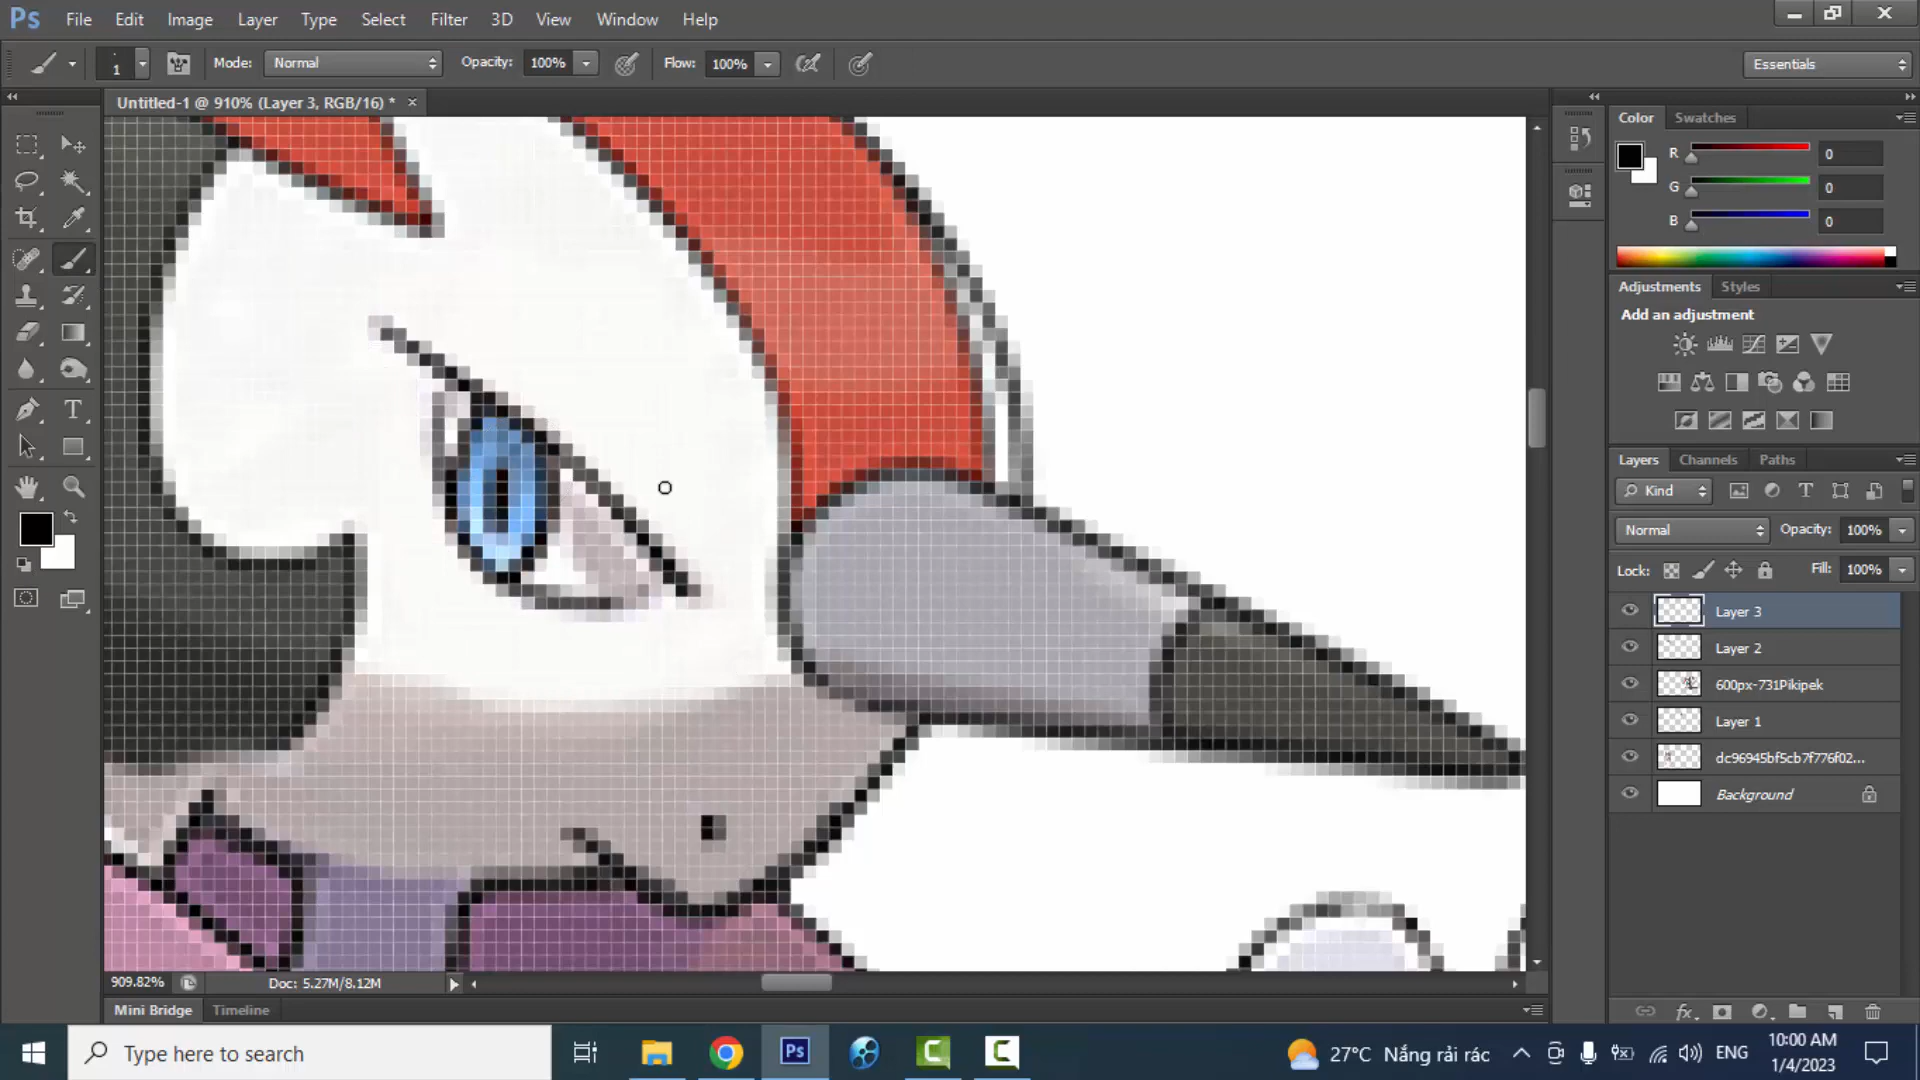 Ps File Edit Image Layer Type Select Filter 3D View Window Help
1 Mode: Normal Opacity: 100% Flow: 100% Essentials
Untitled-1 @ 910% (Layer 3, RGB/16) *
Color Swatches
R 0
G 0
B 0
Adjustments Styles
Add an adjustment
Layers Channels Paths
Kind
Normal Opacity: 100%
Lock: Fill: 100%
Layer 3
Layer 2
600px-731Pikipek
Layer 1
dc96945bf5cb7f776f02...
Background
909.82% Doc: 5.27M/8.12M
Mini Bridge Timeline
Type here to search
Ps
27°C Nắng rải rác
ENG
10:00 AM
1/4/2023